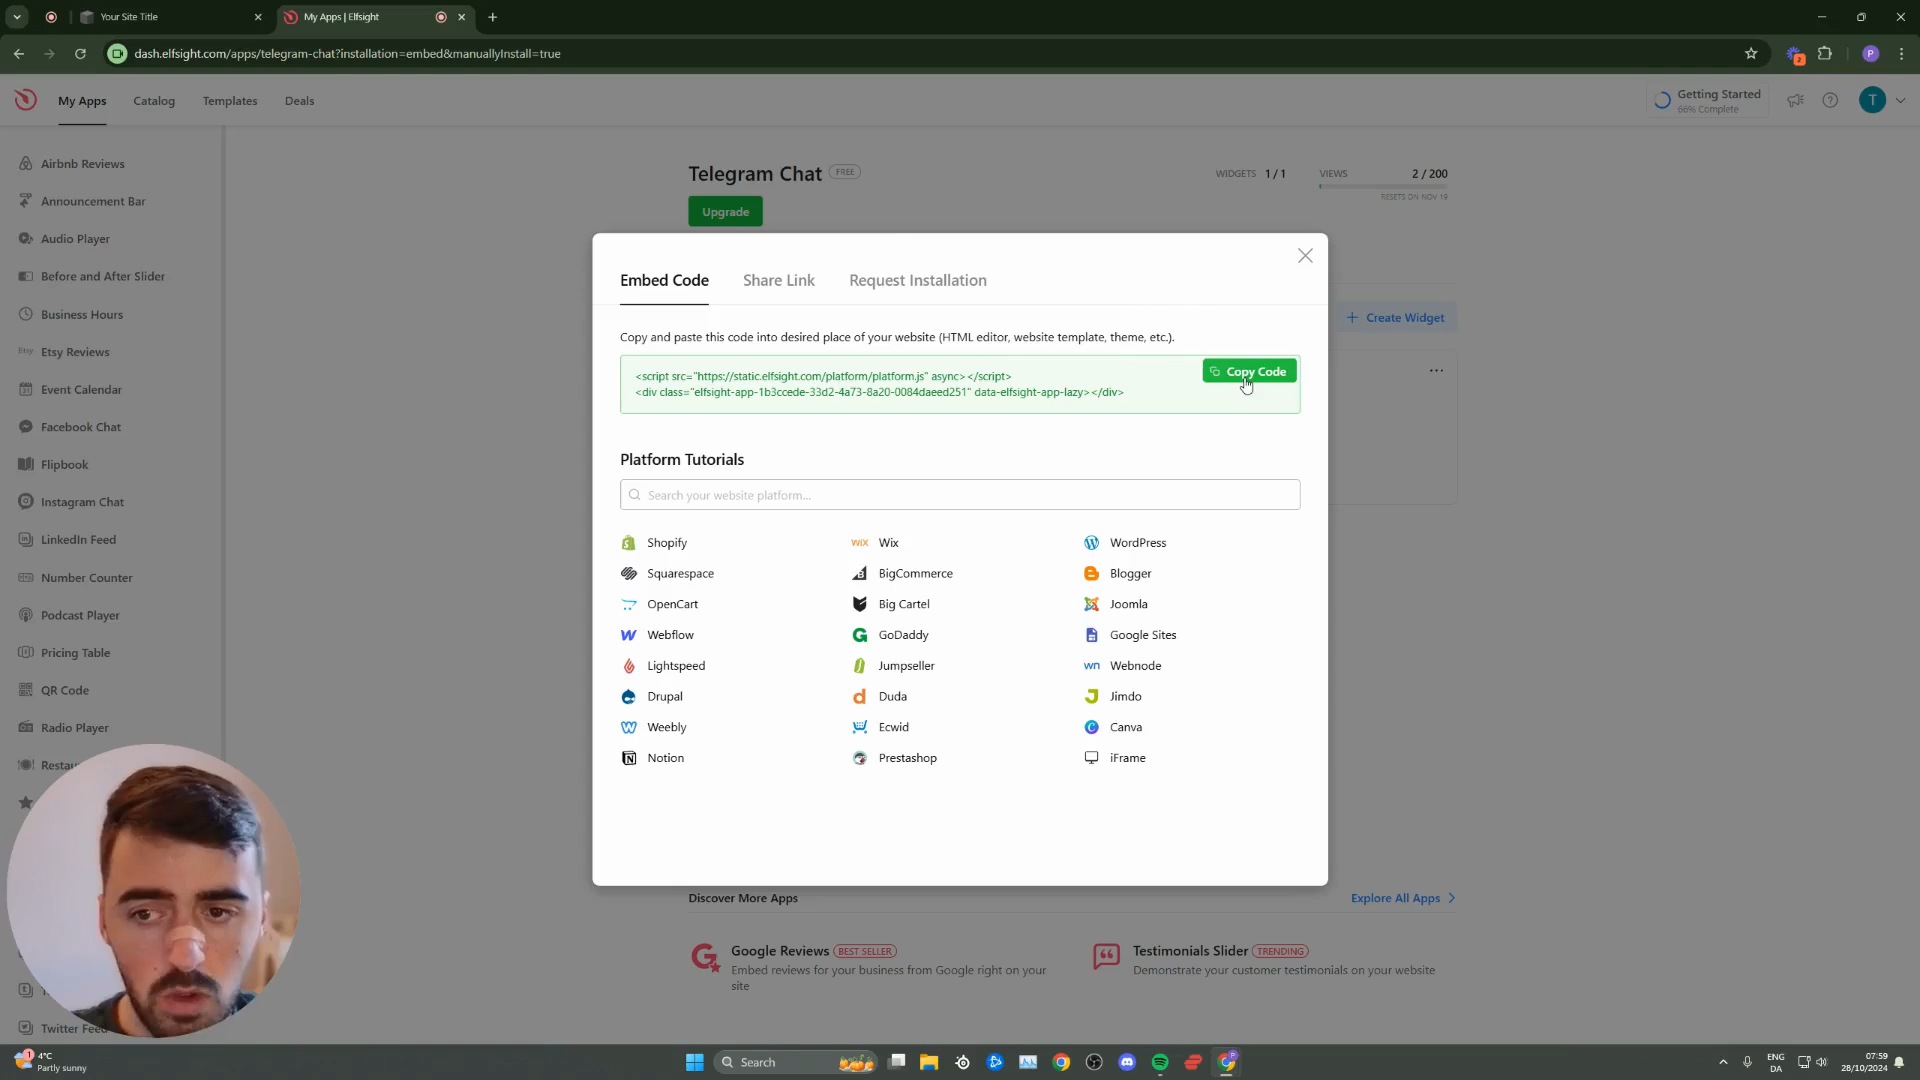 Your Site Title
My Apps | Elfsight
dash.elfsight.com/apps/telegram-chat?installation=embed&manuallyInstall=true
P
2
My Apps
Catalog
Templates
Deals
Getting Started
66% Complete
T
Airbnb Reviews
Announcement Bar
Audio Player
Before and After Slider
Business Hours
Etsy Reviews
Event Calendar
Facebook Chat
Flipbook
Instagram Chat
LinkedIn Feed
Number Counter
Podcast Player
Pricing Table
QR Code
Radio Player
Twitter Feed
Telegram Chat
FREE
Upgrade
WIDGETS 1 / 1
VIEWS 2 / 200
RESETS ON NOV 19
Create Widget
Embed Code
Share Link
Request Installation
Copy and paste this code into desired place of your website (HTML editor, website template, theme, etc.).
<script src="https://static.elfsight.com/platform/platform.js" async></script>
<div class="elfsight-app-1b3ccede-33d2-4a73-8a20-0084daeed251" data-elfsight-app-lazy></div>
Copy Code
Platform Tutorials
Search your website platform...
Shopify
WIX Wix
WordPress
Squarespace
BigCommerce
Blogger
OpenCart
Big Cartel
Joomla
Webflow
GoDaddy
Google Sites
Lightspeed
Jumpseller
wn Webnode
Drupal
Duda
Jimdo
Weebly
Ecwid
Canva
Notion
Prestashop
iFrame
Discover More Apps
Explore All Apps
Google Reviews
BEST SELLER
Embed reviews for your business from Google right on your
site
Testimonials Slider
TRENDING
Demonstrate your customer testimonials on your website
1
4°C
Partly sunny
Search
ENG
DA
07:59
28/10/2024